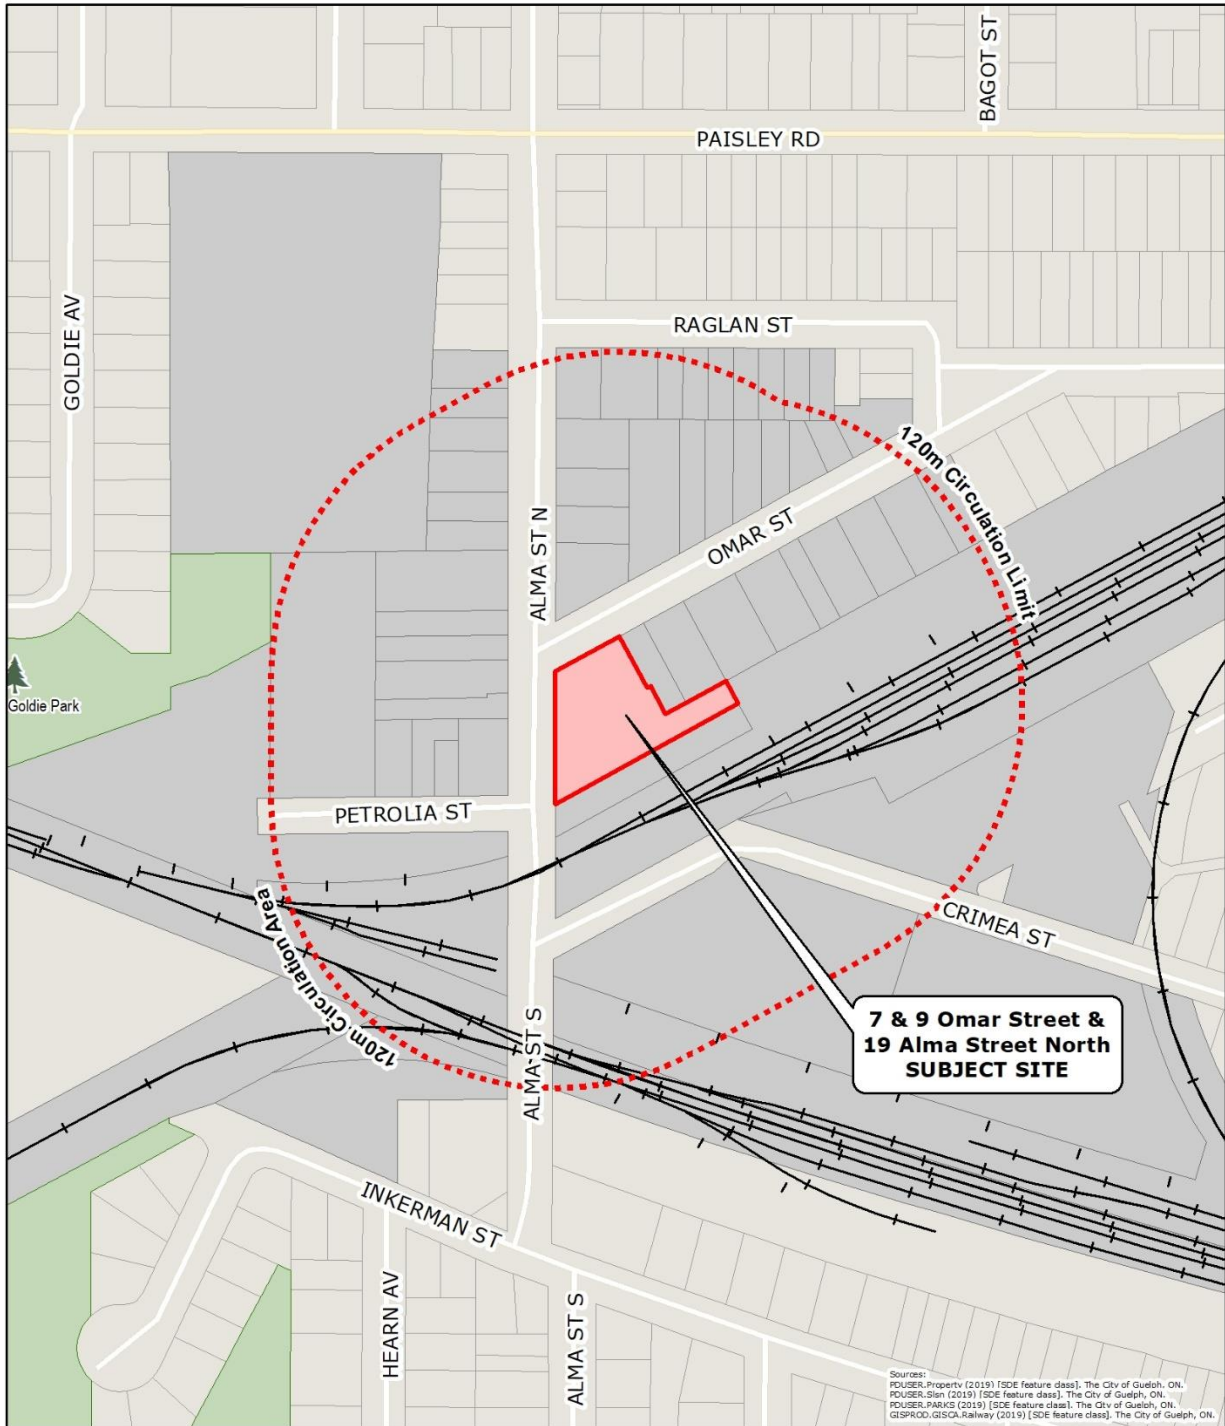 BAGOT ST
PAISLEY RD
GOLDIE AV
RAGLAN ST
120m Circulation Limit
ALMA ST N
OMAR ST
Goldie Park
PETROLIA ST
120m Circulation Area
CRIMEA ST
7 & 9 Omar Street &
19 Alma Street North
SUBJECT SITE
ALMA ST S
INKERMAN ST
HEARN AV
ALMA ST S
Sources:
PDUSER.Property (2019) [SDE feature class]. The City of Guelph, ON.
PDUSER.Slsn (2019) [SDE feature class]. The City of Guelph, ON.
PDUSER.PARKS (2019) [SDE feature class]. The City of Guelph, ON.
GISPROD.GISCA.Railway (2019) [SDE feature class]. The City of Guelph, ON.